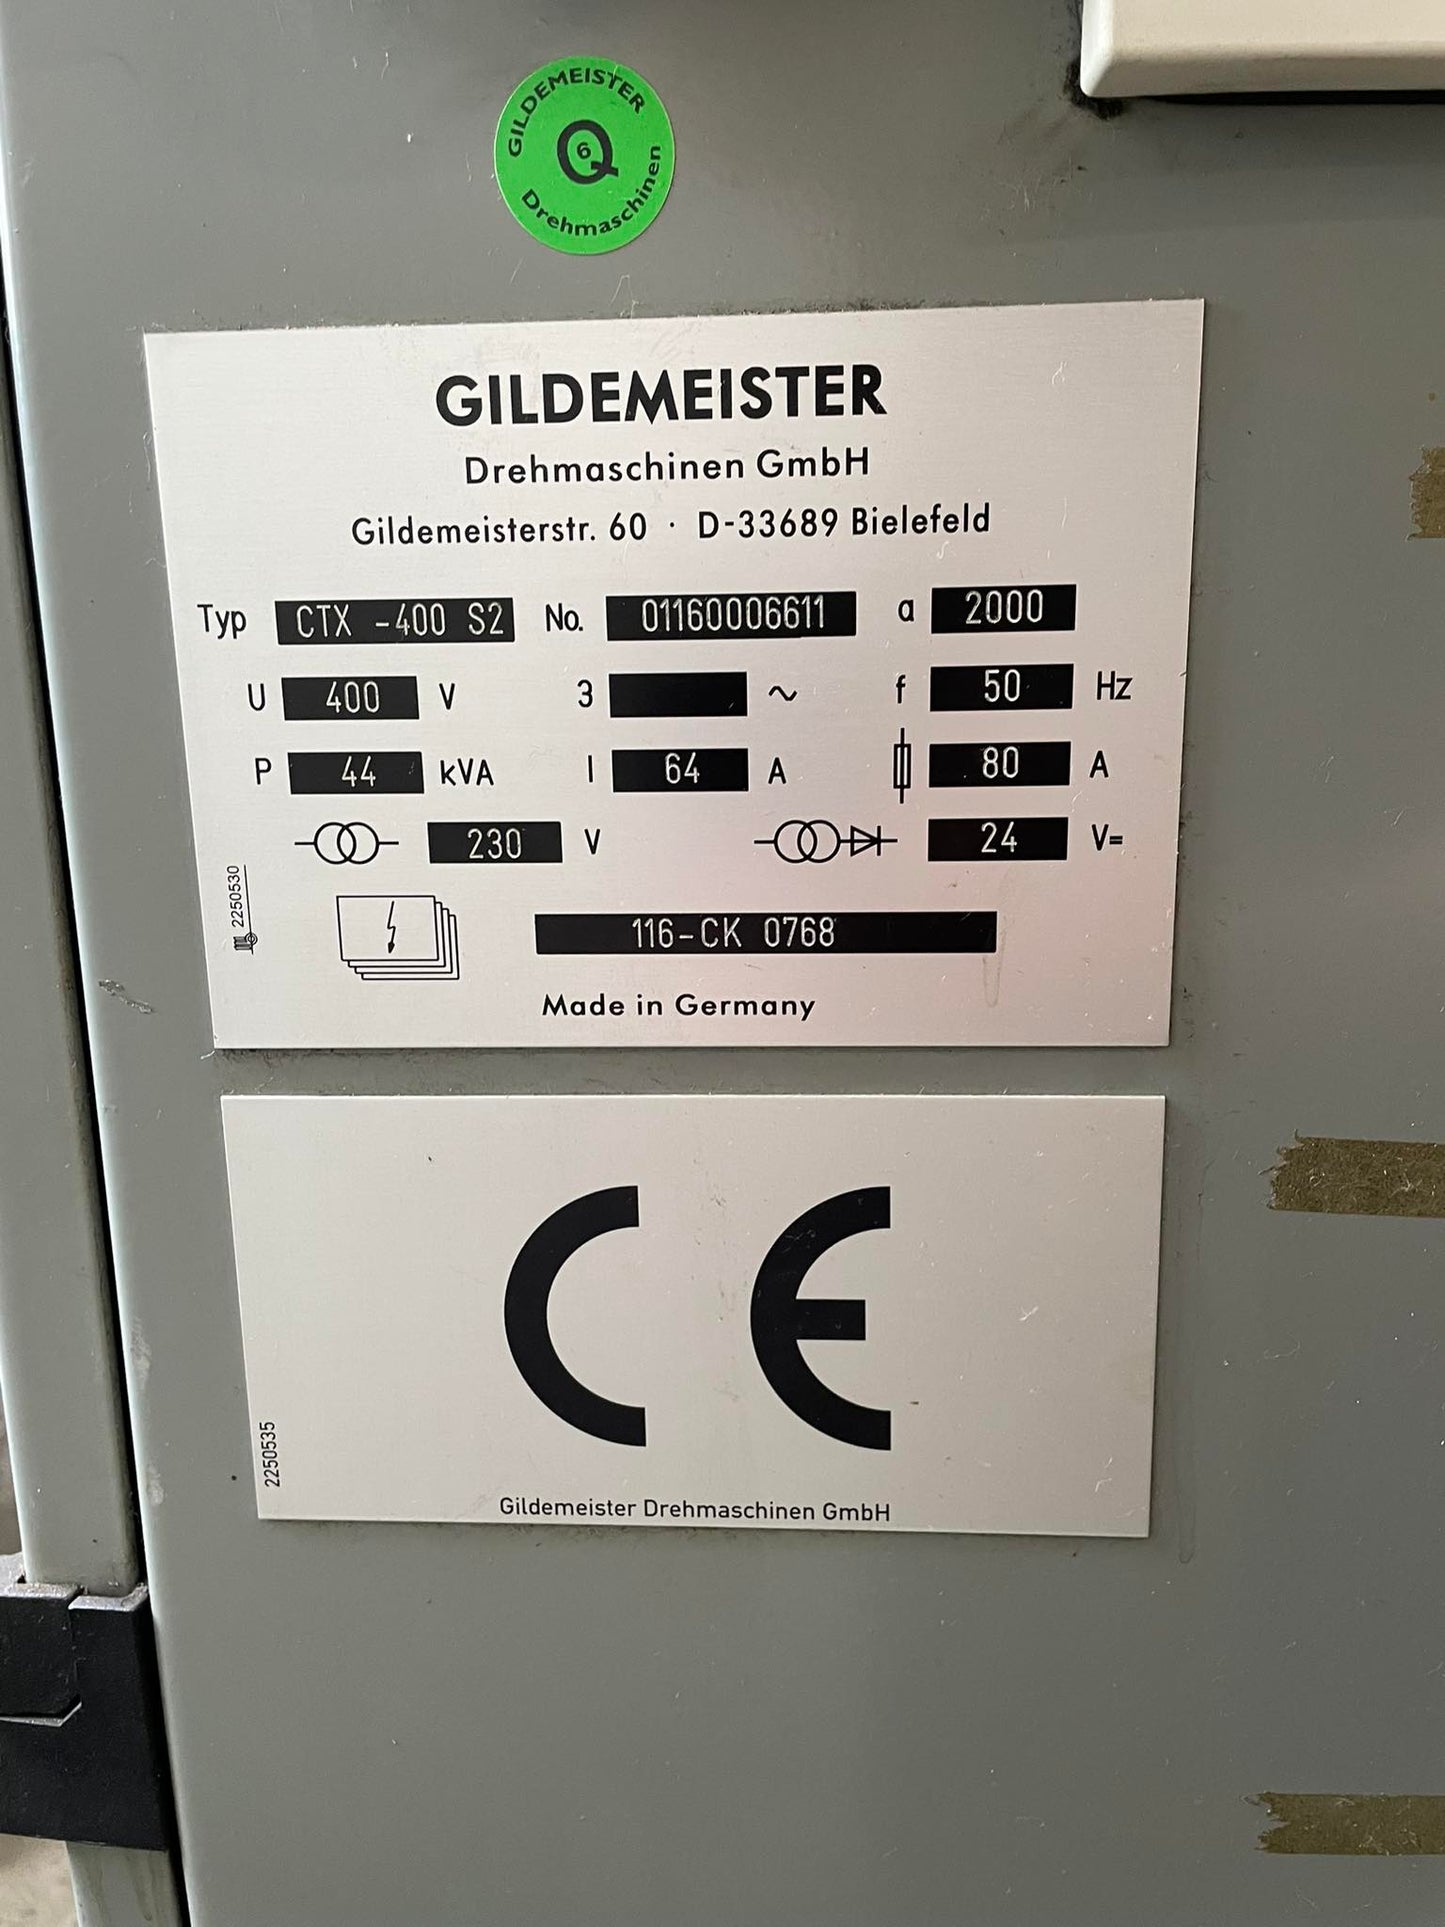 GILDEMEISTER
Q
6
Drehmaschinen
GILDEMEISTER
Drehmaschinen GmbH
Gildemeisterstr. 60 · D-33689 Bielefeld
Typ CTX -400 S2 No. 01160006611 a 2000
U 400 V 3 ~ f 50 Hz
P 44 kVA I 64 A 80 A
230 V 24 V=
2250530
116-CK 0768
Made in Germany
CE
2250535
Gildemeister Drehmaschinen GmbH